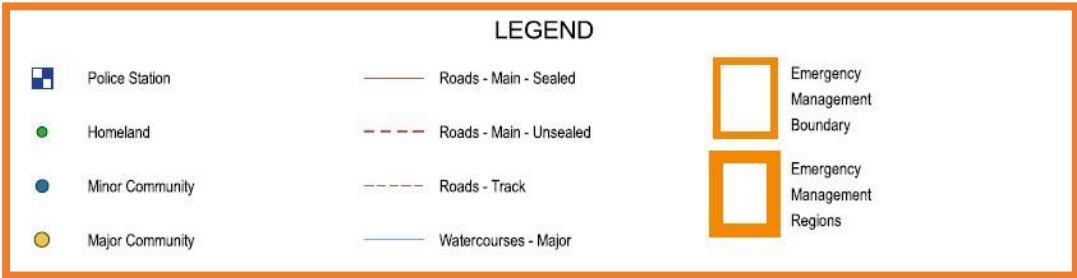 LEGEND
Police Station
Homeland
Minor Community
Major Community
Roads - Main - Sealed
Roads - Main - Unsealed
Roads - Track
Watercourses - Major
Emergency
Management
Boundary
Emergency
Management
Regions